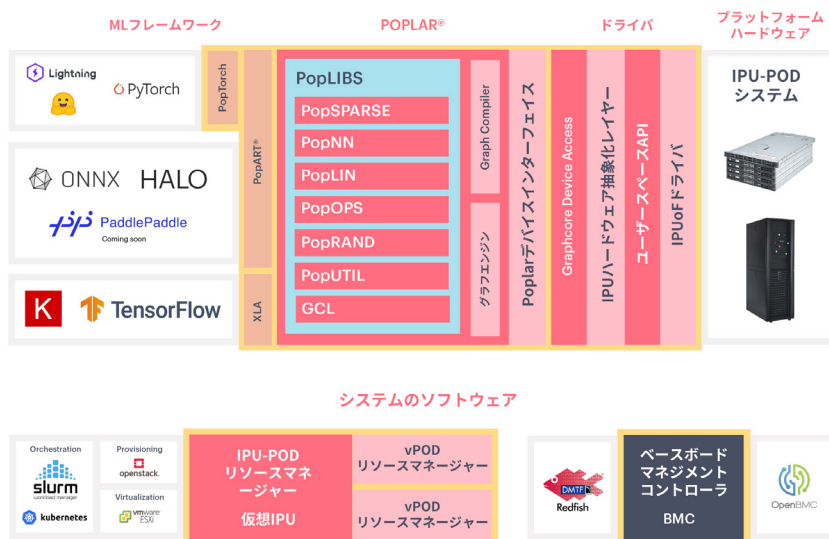 MLフレームワーク
POPLAR®
ドライバ
プラットフォーム
ハードウェア
Lightning
PyTorch
PopTorch
ONNX
HALO
PaddlePaddle
Coming soon
PopART®
K
TensorFlow
XLA
PopLIBS
PopSPARSE
PopNN
PopLIN
PopOPS
PopRAND
PopUTIL
GCL
Graph Compiler
グラフエンジン
Poplarデバイスインターフェイス
Graphcore Device Access
IPUハードウェア抽象化レイヤー
ユーザースペースAPI
IPUoFドライバ
IPU-POD
システム
システムのソフトウェア
Orchestration
slurm
workload manager
kubernetes
Provisioning
openstack.
Virtualization
vmware
ESXi
IPU-POD
リソースマネ
ージャー
仮想IPU
vPOD
リソースマネージャー
vPOD
リソースマネージャー
DMTF
Redfish
ベースボード
マネジメント
コントローラ
BMC
OpenBMC